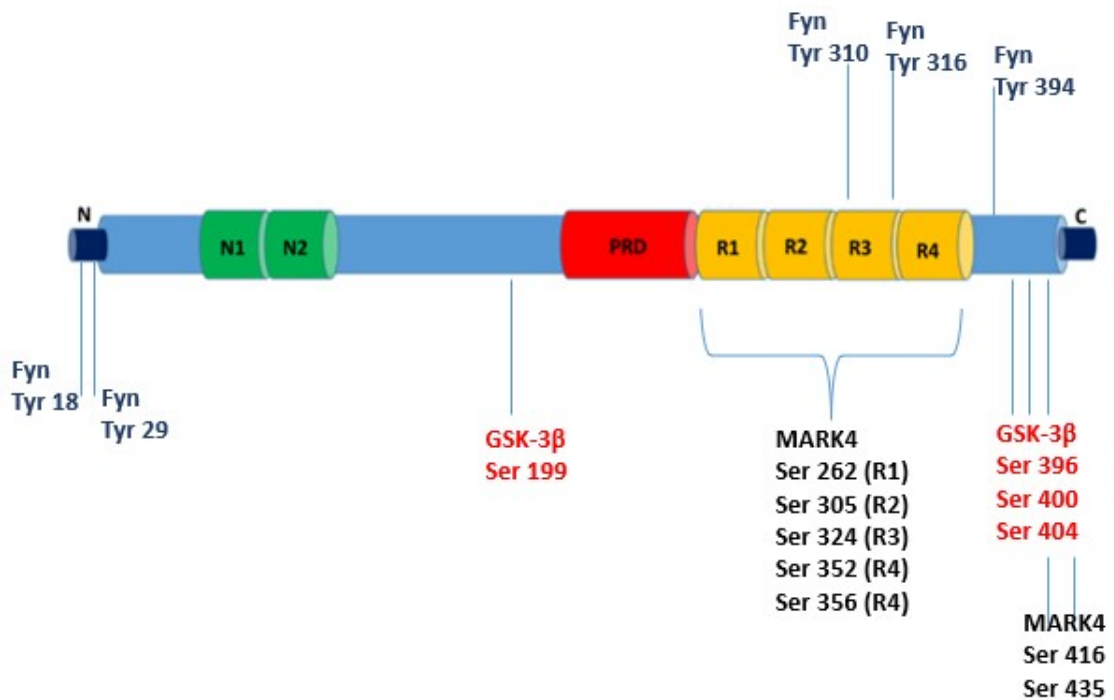 Fyn
Tyr 310
Fyn
Tyr 316
Fyn
Tyr 394
N
C
N1
N2
PRD
R1
R2
R3
R4
Fyn
Tyr 18
Fyn
Tyr 29
GSK-3β
Ser 199
MARK4
Ser 262 (R1)
Ser 305 (R2)
Ser 324 (R3)
Ser 352 (R4)
Ser 356 (R4)
GSK-3β
Ser 396
Ser 400
Ser 404
MARK4
Ser 416
Ser 435